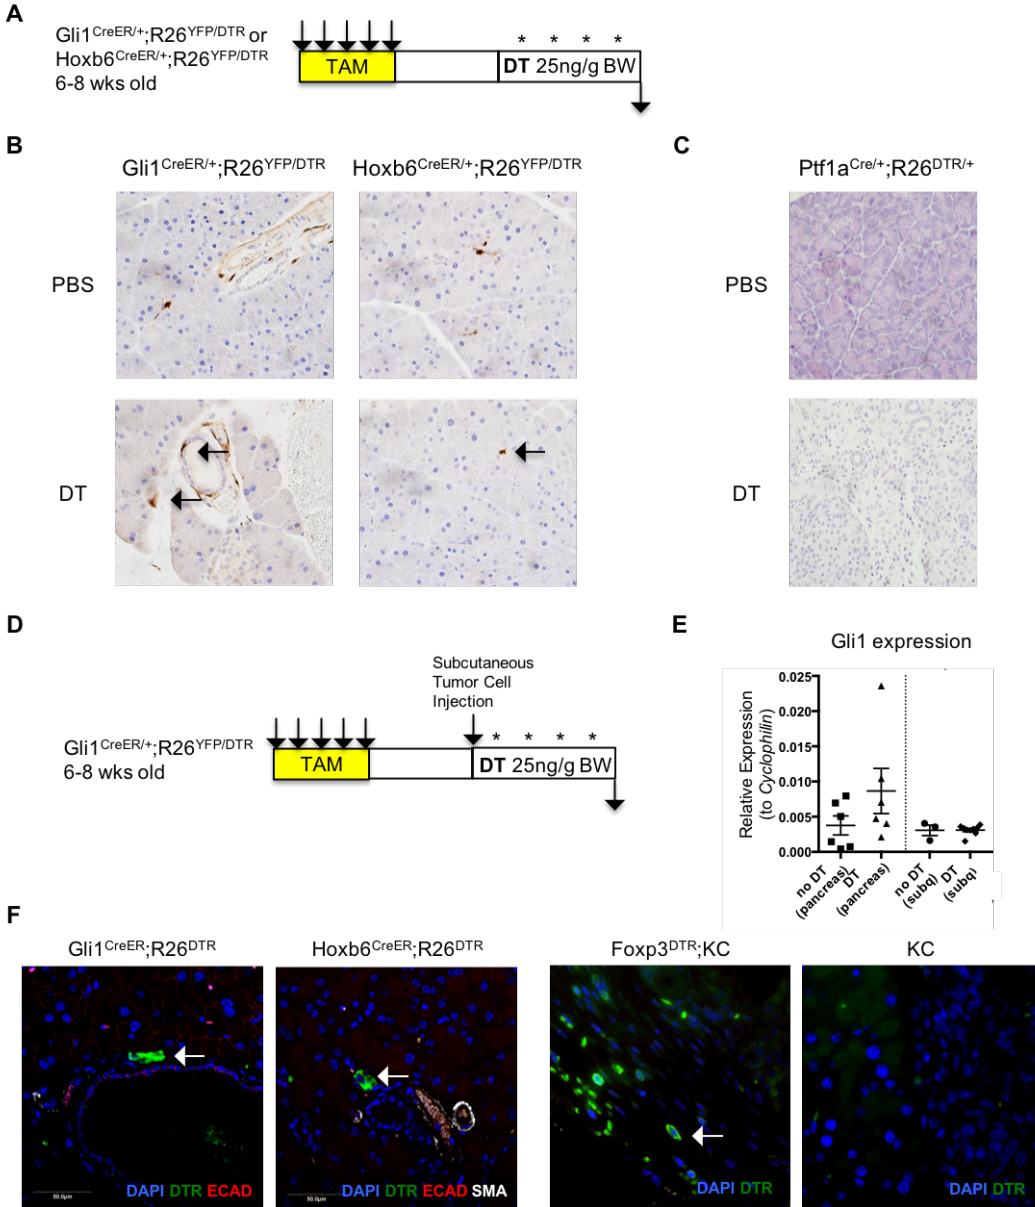 A
Gli1CreER/+;R26YFP/DTR or
Hoxb6CreER/+;R26YFP/DTR
6-8 wks old
TAM
* * * *
DT 25ng/g BW
B
Gli1CreER/+;R26YFP/DTR
Hoxb6CreER/+;R26YFP/DTR
PBS
DT
C
Ptf1aCre/+;R26DTR/+
PBS
DT
D
Subcutaneous
Tumor Cell
Injection
Gli1CreER/+;R26YFP/DTR
6-8 wks old
TAM
* * * *
DT 25ng/g BW
E
Gli1 expression
Relative Expression
(to Cyclophilin)
0.025
0.020
0.015
0.010
0.005
0.000
no DT
(pancreas)
DT
(pancreas)
no DT
(subq)
DT
(subq)
F
Gli1CreER;R26DTR
50.0μm
DAPI DTR ECAD
Hoxb6CreER;R26DTR
50.0μm
DAPI DTR ECAD SMA
Foxp3DTR;KC
DAPI DTR
KC
DAPI DTR